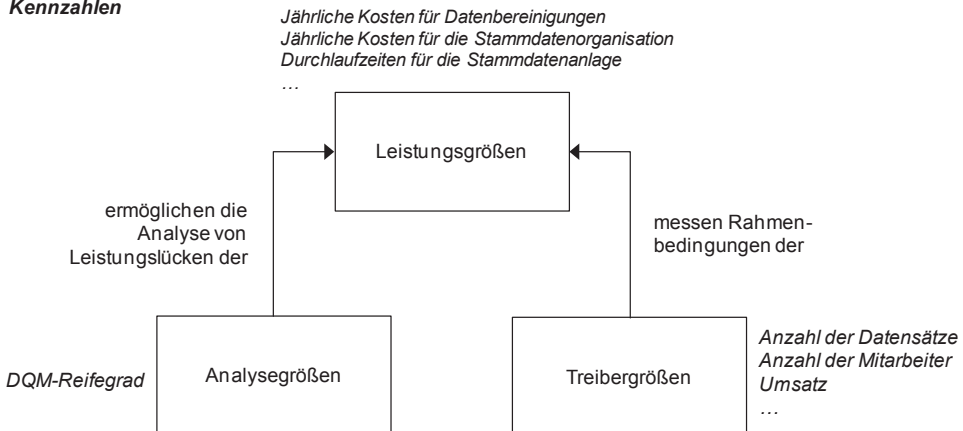 Kennzahlen
Jährliche Kosten für Datenbereinigungen
Jährliche Kosten für die Stammdatenorganisation
Durchlaufzeiten für die Stammdatenanlage
…
Leistungsgrößen
ermöglichen die
Analyse von
Leistungslücken der
messen Rahmen-
bedingungen der
DQM-Reifegrad
Analysegrößen
Treibergrößen
Anzahl der Datensätze
Anzahl der Mitarbeiter
Umsatz
…